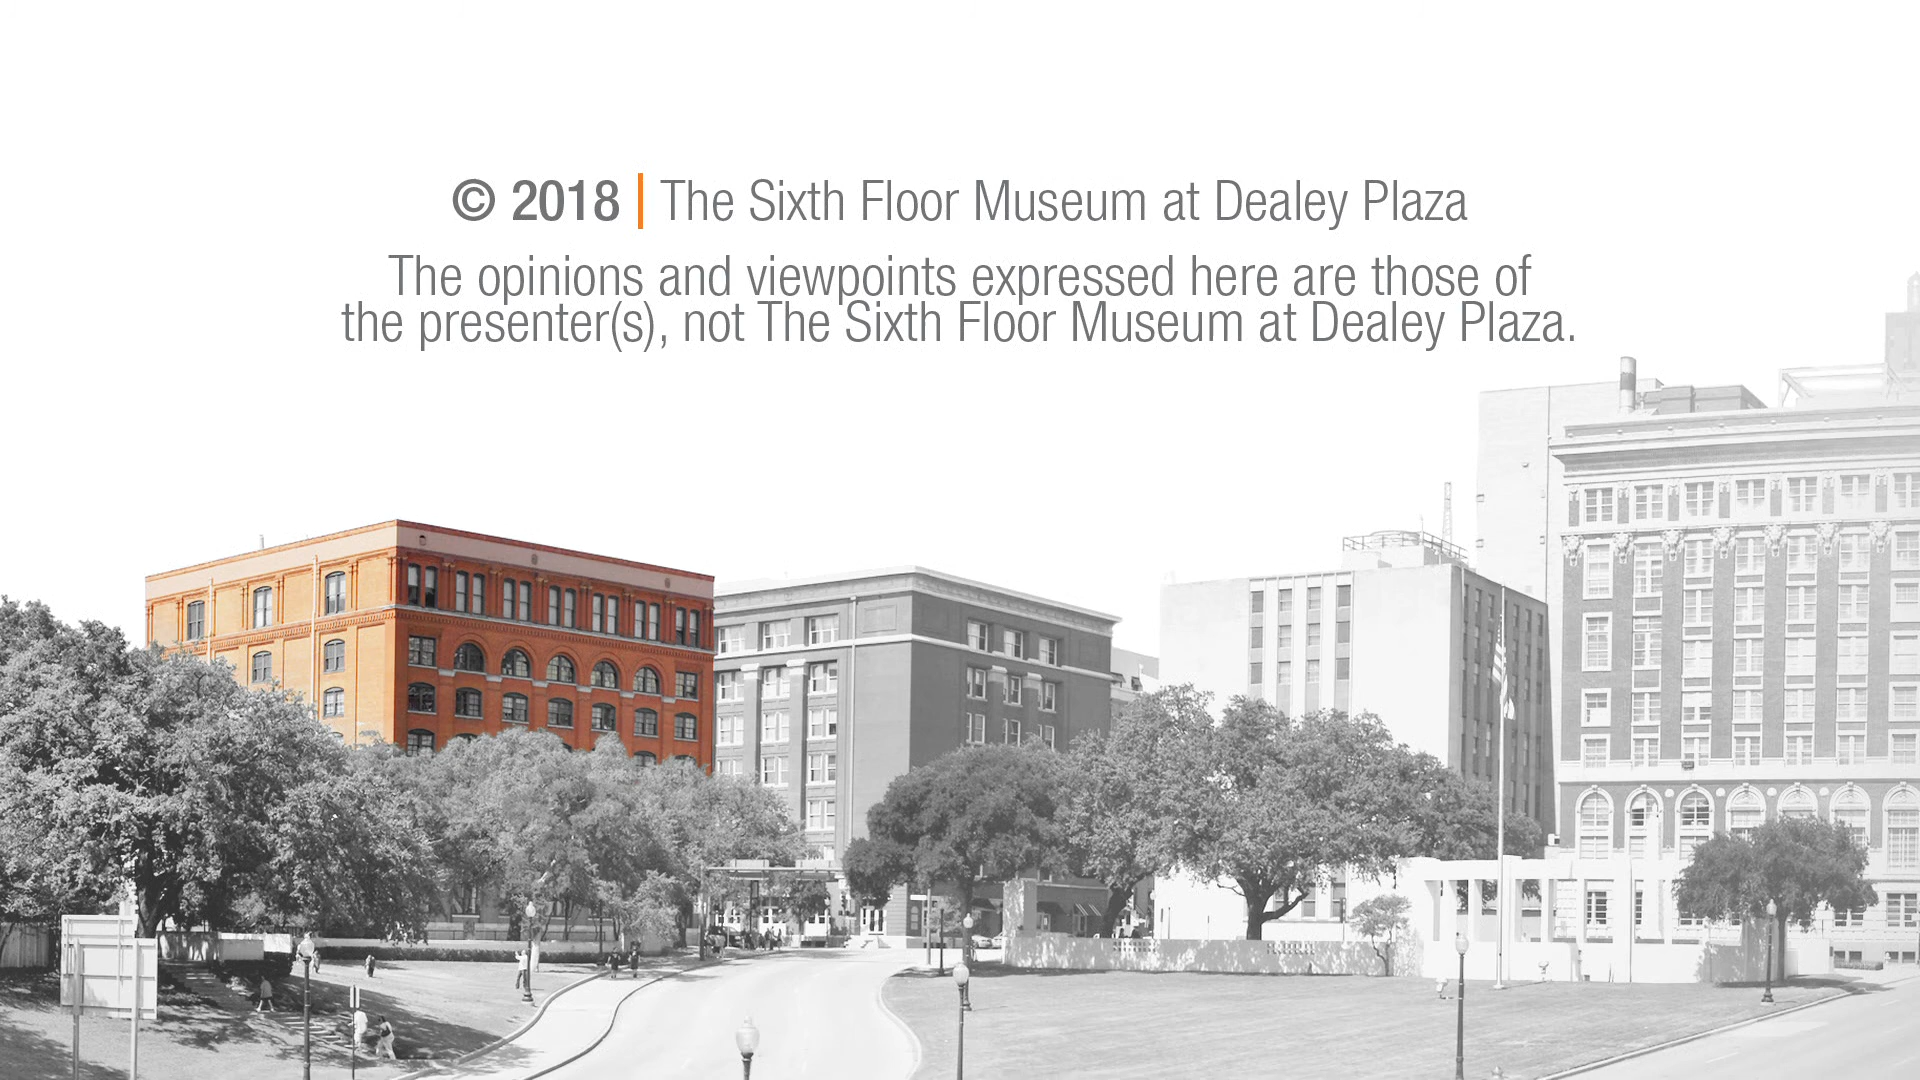 © 2018 | The Sixth Floor Museum at Dealey Plaza
The opinions and viewpoints expressed here are those of
the presenter(s), not The Sixth Floor Museum at Dealey Plaza.